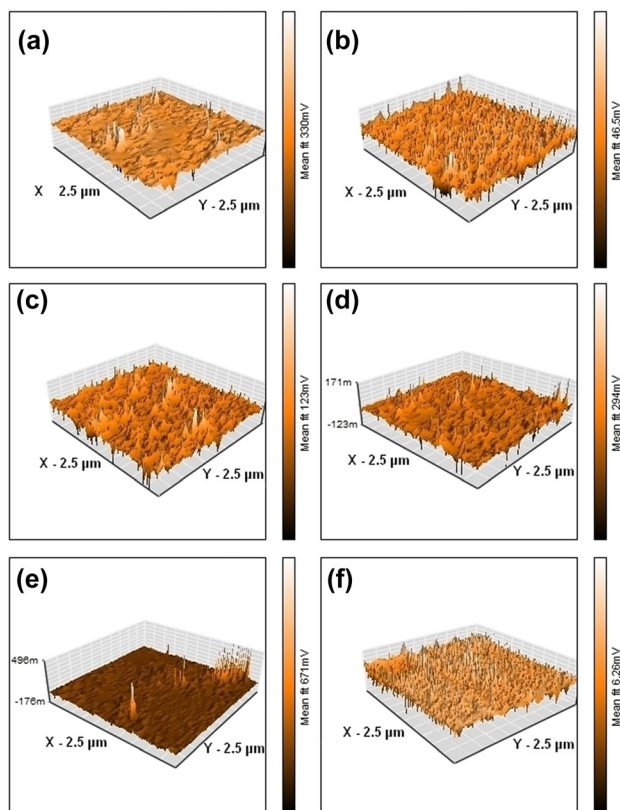 (a)
X 2.5 µm
Y - 2.5 µm
Mean fit 330mV
(b)
X - 2.5 µm
Y - 2.5 µm
Mean fit 46.5mV
(c)
X - 2.5 µm
Y - 2.5 µm
Mean fit 123mV
(d)
171m
-123m
X - 2.5 µm
Y - 2.5 µm
Mean fit 294mV
(e)
496m
-176m
X - 2.5 µm
Y - 2.5 µm
Mean fit 671mV
(f)
X - 2.5 µm
Y - 2.5 µm
Mean fit 6.26mV